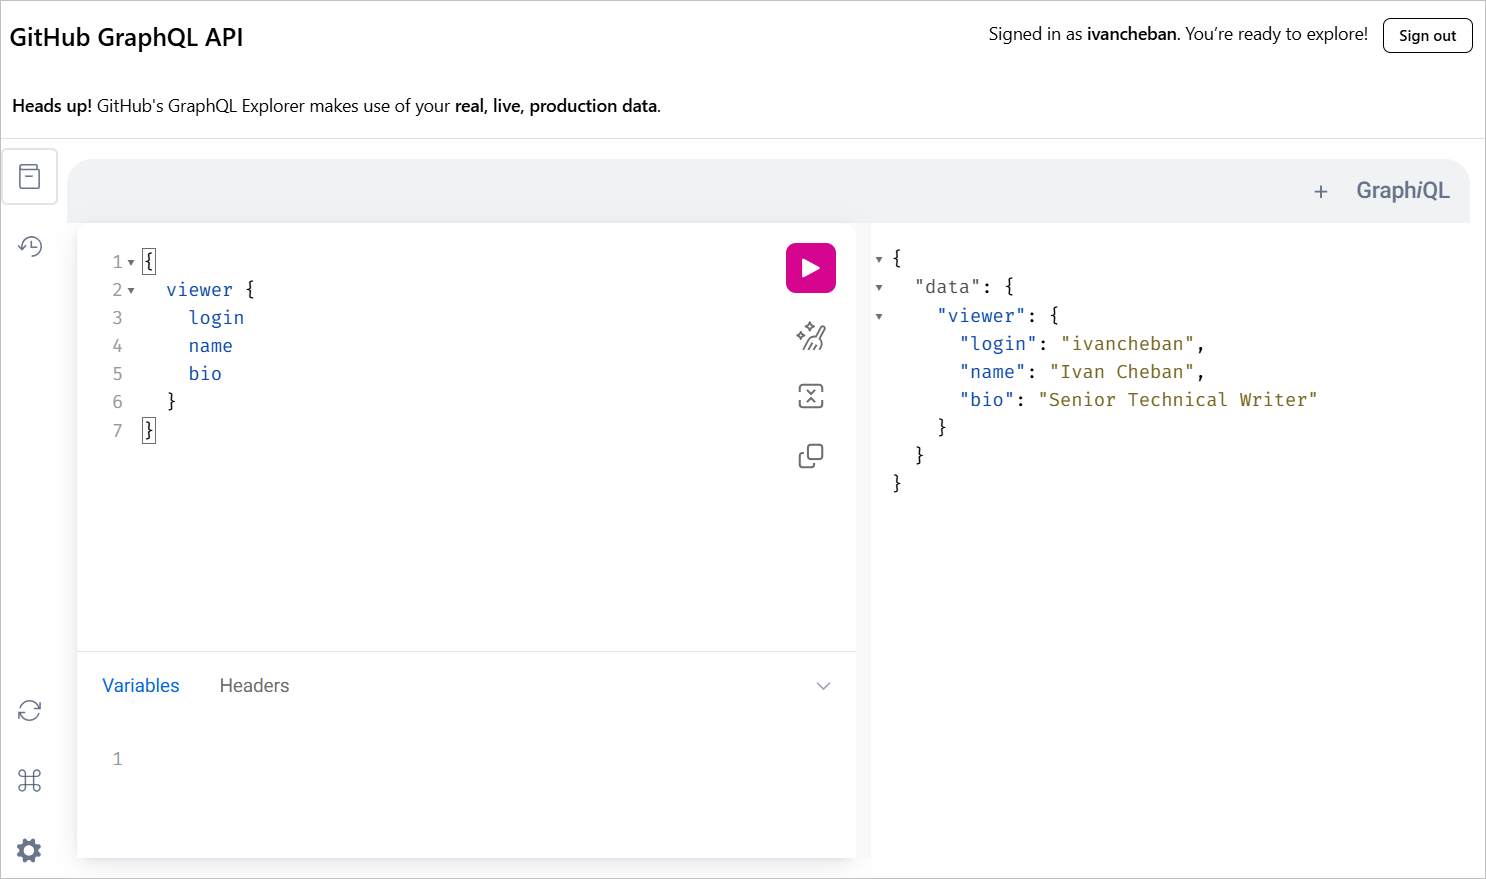 GitHub GraphQL API
Signed in as ivancheban. You’re ready to explore!
Sign out
Heads up! GitHub's GraphQL Explorer makes use of your real, live, production data.
+ GraphiQL
1 {
2 viewer {
3 login
4 name
5 bio
6 }
7 }
{
"data": {
"viewer": {
"login": "ivancheban",
"name": "Ivan Cheban",
"bio": "Senior Technical Writer"
}
}
}
Variables Headers
1